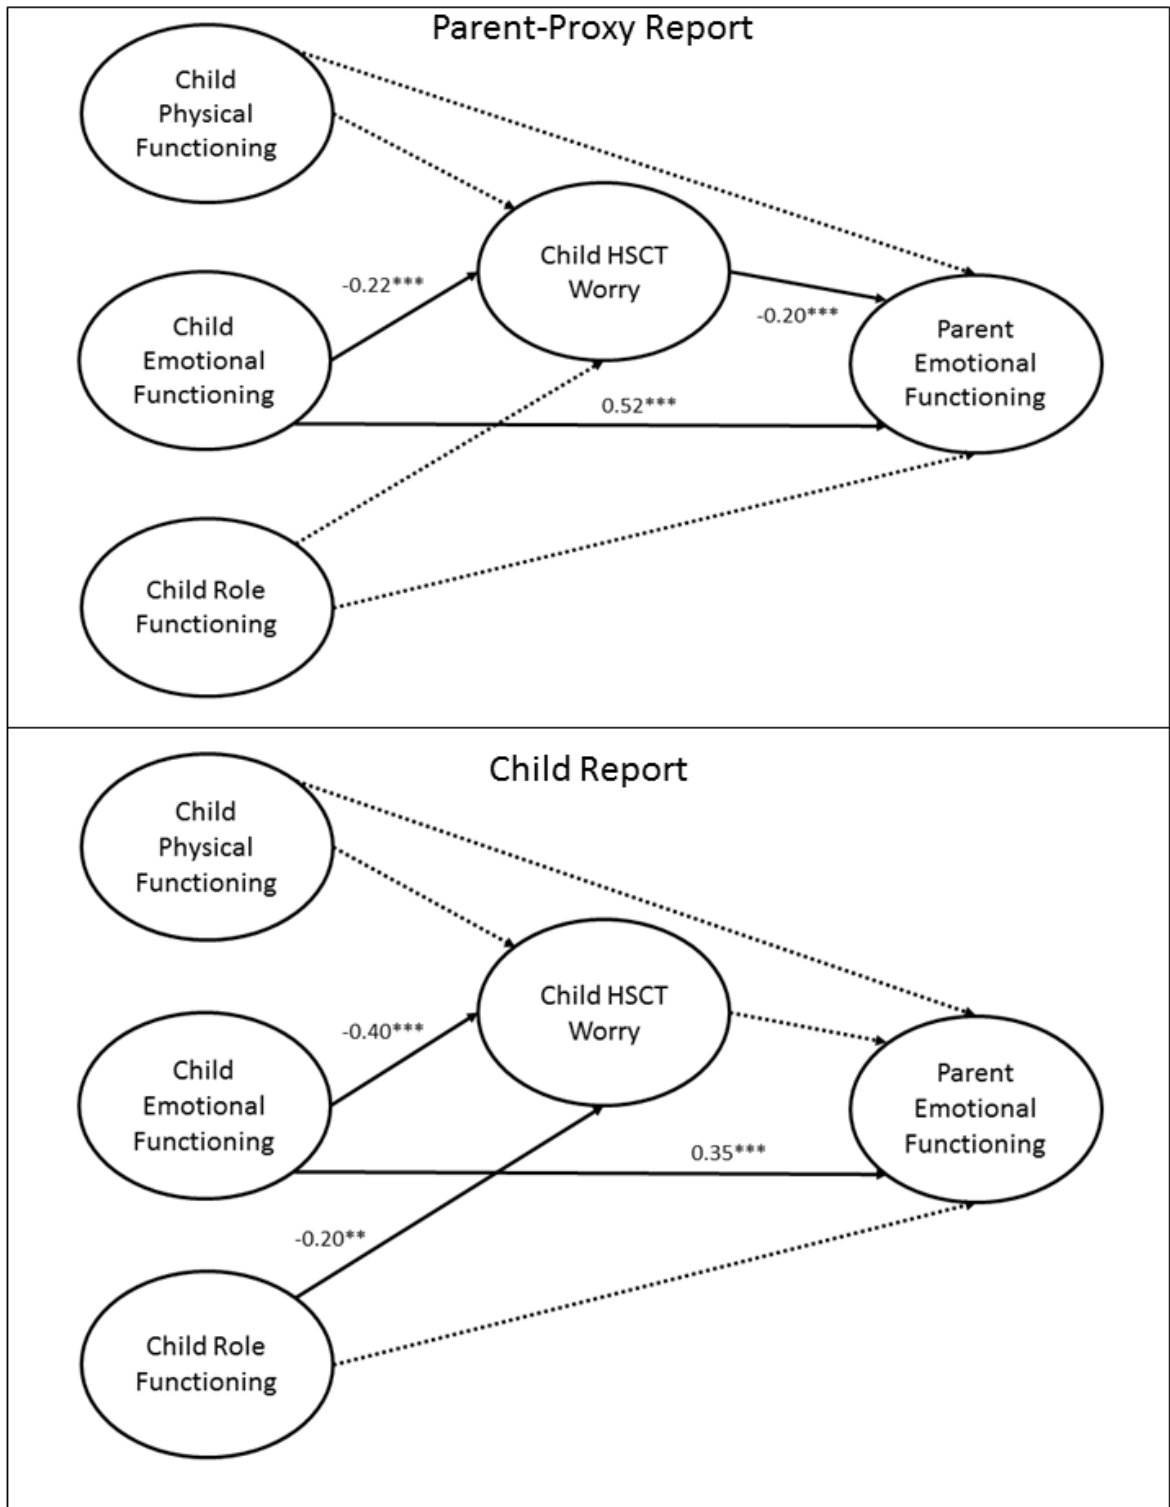 Parent-Proxy Report
Child
Physical
Functioning
Child HSCT
Worry
-0.22***
-0.20***
Child
Emotional
Functioning
Parent
Emotional
Functioning
0.52***
Child Role
Functioning
Child Report
Child
Physical
Functioning
Child HSCT
Worry
-0.40***
Child
Emotional
Functioning
Parent
Emotional
Functioning
0.35***
-0.20**
Child Role
Functioning